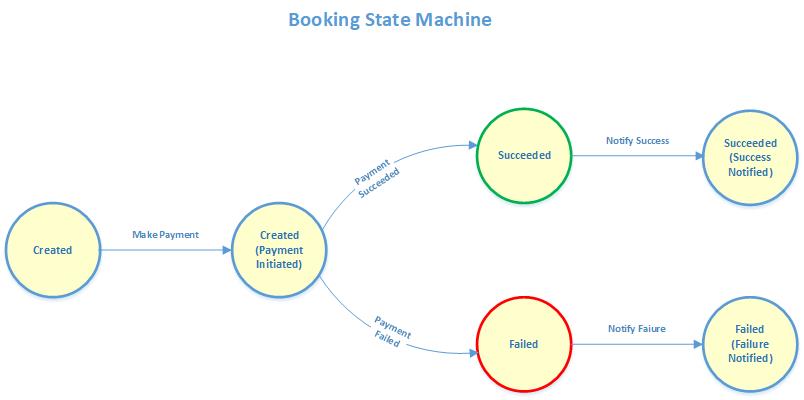 Booking State Machine
Created
Make Payment
Created
(Payment
Initiated)
Payment
Succeeded
Succeeded
Notify Success
Succeeded
(Success
Notified)
Payment
Failed
Failed
Notify Faiure
Failed
(Failure
Notified)